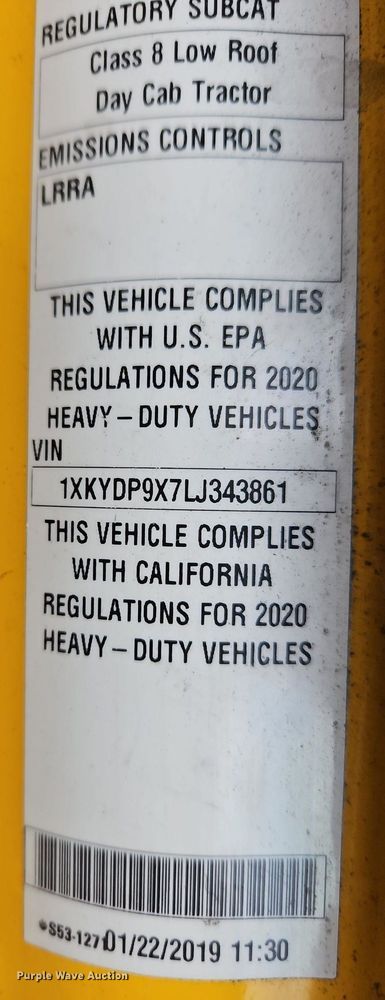 REGULATORY SUBCAT
Class 8 Low Roof
Day Cab Tractor
EMISSIONS CONTROLS
LRRA
THIS VEHICLE COMPLIES
WITH U.S. EPA
REGULATIONS FOR 2020
HEAVY – DUTY VEHICLES
VIN
1XKYDP9X7LJ343861
THIS VEHICLE COMPLIES
WITH CALIFORNIA
REGULATIONS FOR 2020
HEAVY – DUTY VEHICLES
01/22/2019 11:30
Purple Wave Auction